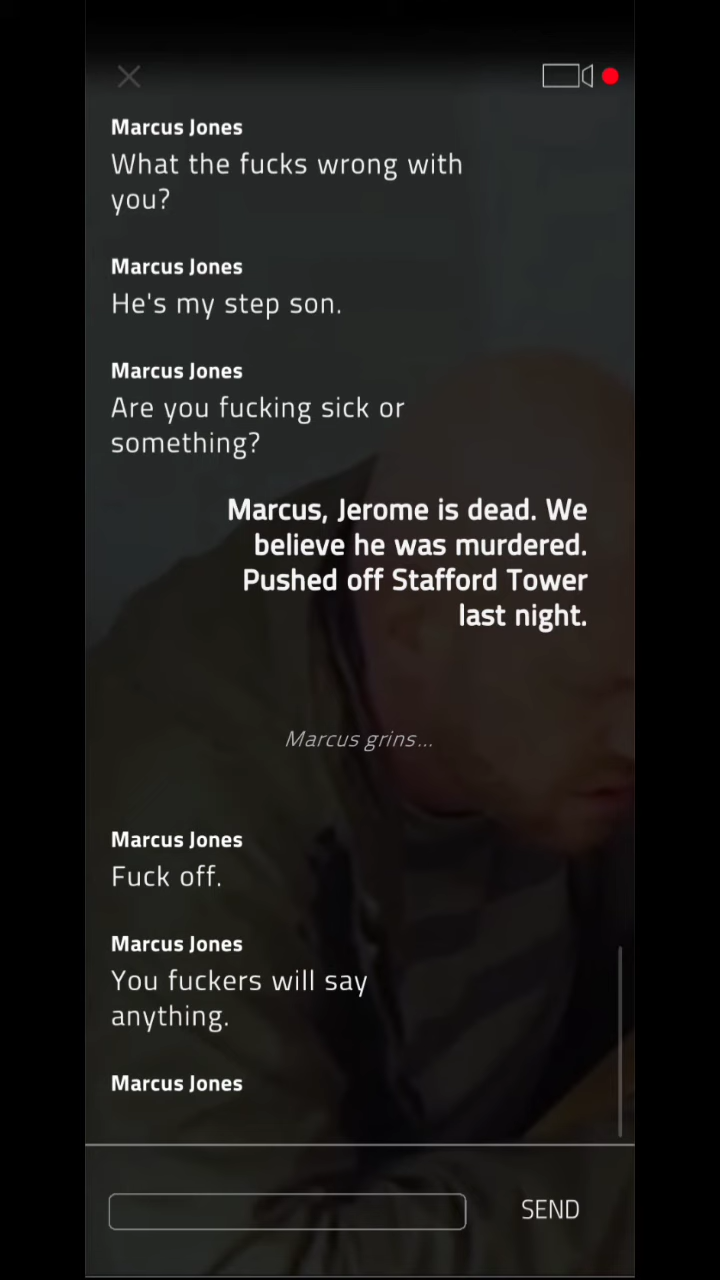 Marcus Jones
What the fucks wrong with
you?
Marcus Jones
He's my step son.
Marcus Jones
Are you fucking sick or
something?
Marcus, Jerome is dead. We
believe he was murdered.
Pushed off Stafford Tower
last night.
Marcus grins...
Marcus Jones
Fuck off.
Marcus Jones
You fuckers will say
anything.
Marcus Jones
SEND